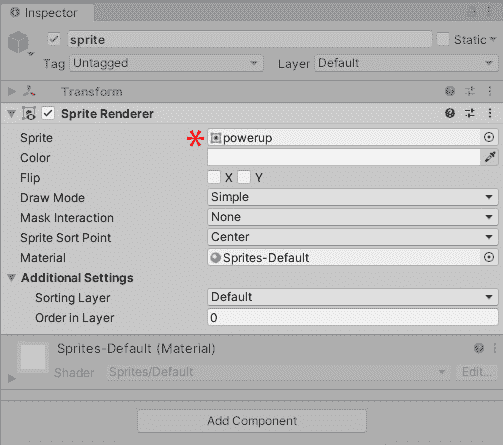 Inspector
sprite Static
Tag Untagged Layer Default
Transform
Sprite Renderer
Sprite powerup
Color
Flip X Y
Draw Mode Simple
Mask Interaction None
Sprite Sort Point Center
Material Sprites-Default
Additional Settings
Sorting Layer Default
Order in Layer 0
Sprites-Default (Material)
Shader Sprites/Default Edit...
Add Component